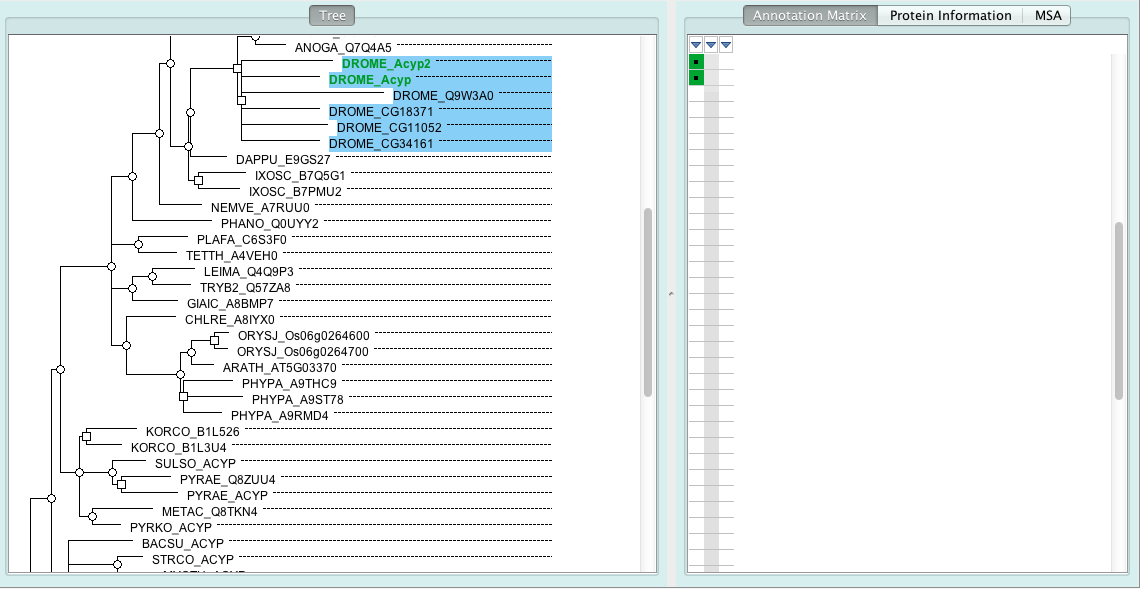 Tree
Annotation Matrix
Protein Information
MSA
ANOGA_Q7Q4A5
DROME_Acyp2
DROME_Acyp
DROME_Q9W3A0
DROME_CG18371
DROME_CG11052
DROME_CG34161
DAPPU_E9GS27
IXOSC_B7Q5G1
IXOSC_B7PMU2
NEMVE_A7RUU0
PHANO_Q0UYY2
PLAFA_C6S3F0
TETTH_A4VEH0
LEIMA_Q4Q9P3
TRYB2_Q57ZA8
GIAIC_A8BMP7
CHLRE_A8IYX0
ORYSJ_Os06g0264600
ORYSJ_Os06g0264700
ARATH_AT5G03370
PHYPA_A9THC9
PHYPA_A9ST78
PHYPA_A9RMD4
KORCO_B1L526
KORCO_B1L3U4
SULSO_ACYP
PYRAE_Q8ZUU4
PYRAE_ACYP
METAC_Q8TKN4
PYRKO_ACYP
BACSU_ACYP
STRCO_ACYP